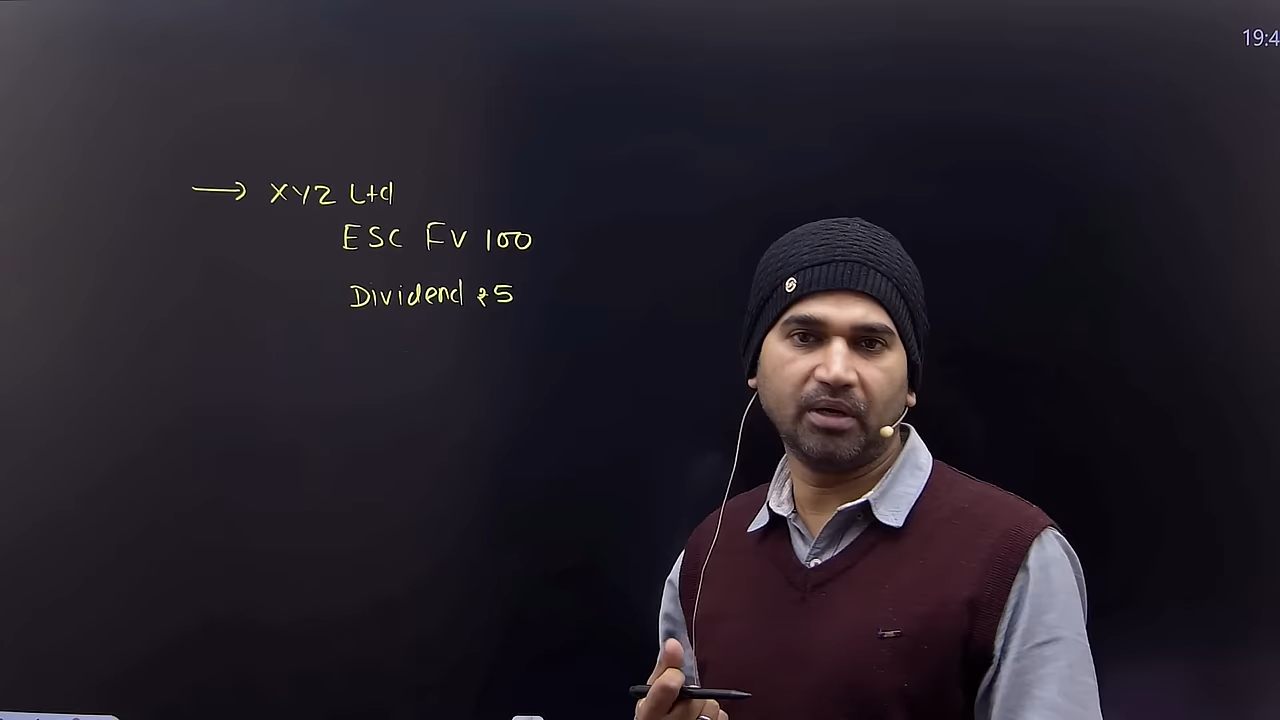 19:4
→ XYZ Ltd
ESC FV 100
Dividend ₹5